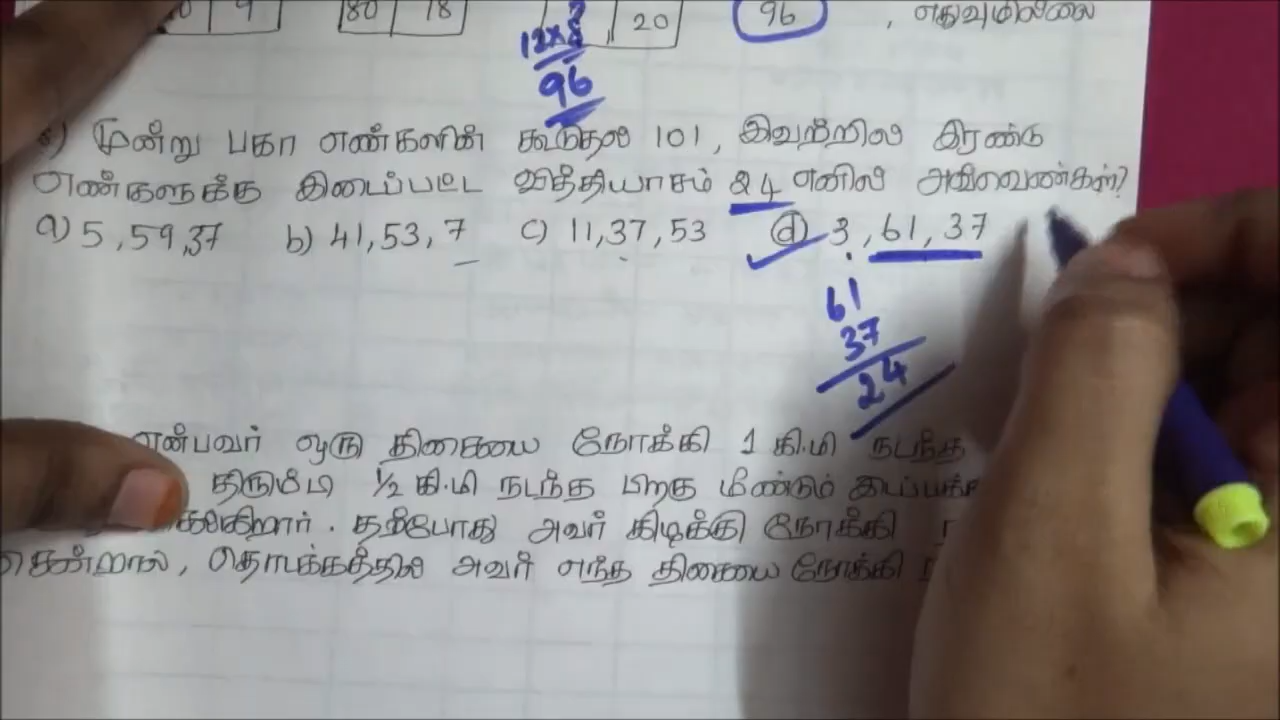 9 80 18 20 96 , எதுவுமில்லை
12x8
96
மூன்று பகா எண்களின் கூடுதல் 101, இவற்றில் இரண்டு
எண்களுக்கு இடைப்பட்ட வித்தியாசம் 24 எனில் அவ்வெண்கள்?
a) 5, 59, 37 b) 41, 53, 7 c) 11, 37, 53 d) 3, 61, 37
61
37
24
என்பவர் ஒரு திசையை நோக்கி 1 கி.மி நடந்த
திரும்பி ½ கி.மி நடந்த பிறகு மீண்டும்
தற்போது அவர் கிழக்கி நோக்கி
சென்றால், தொடக்கத்தில் அவர் எந்த திசையை நோக்கி